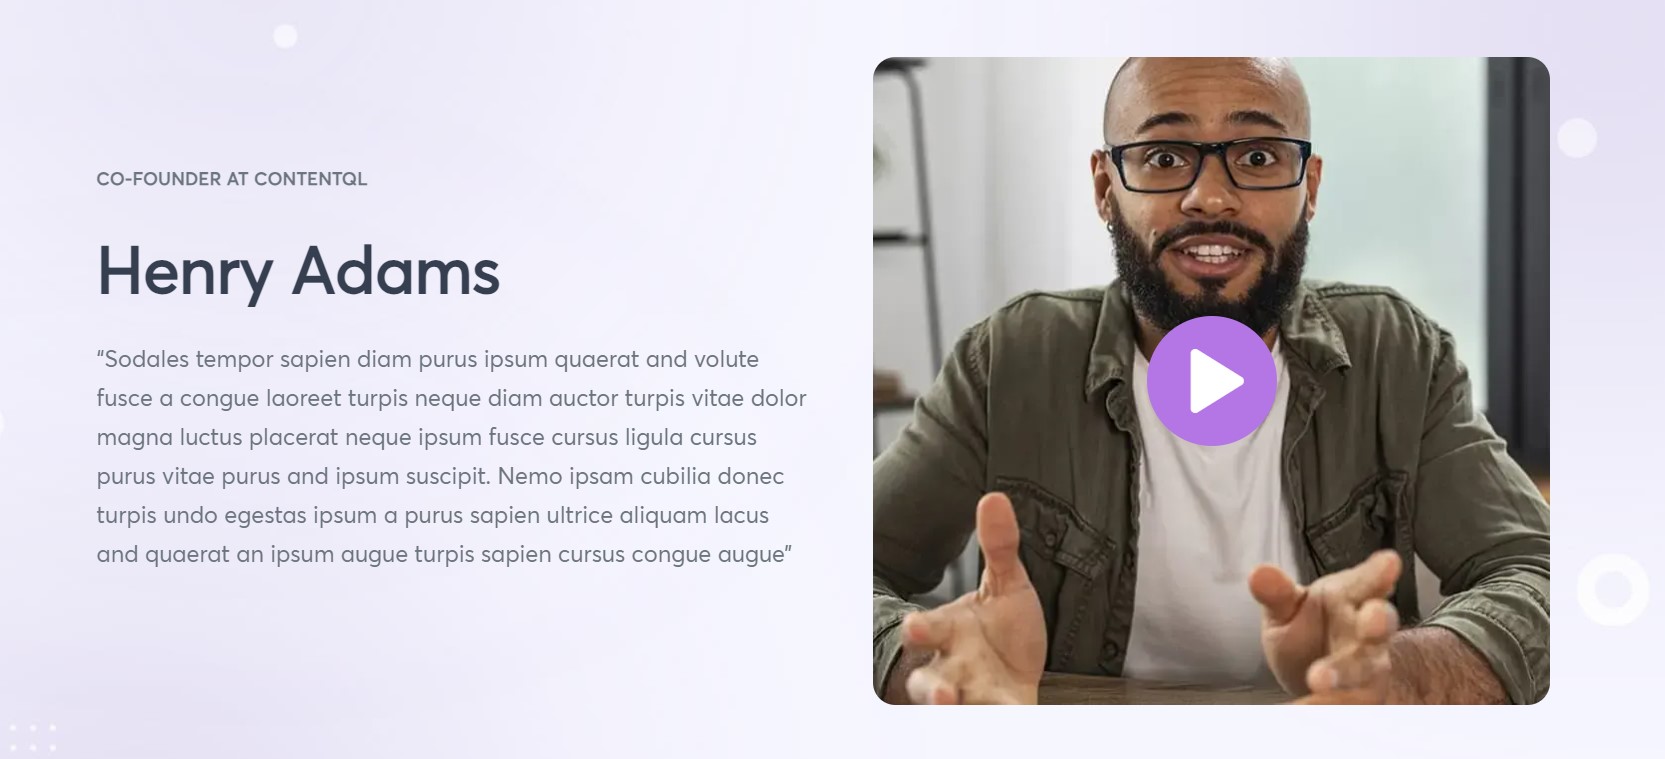 CO-FOUNDER AT CONTENTQL
Henry Adams
"Sodales tempor sapien diam purus ipsum quaerat and volute
fusce a congue laoreet turpis neque diam auctor turpis vitae dolor
magna luctus placerat neque ipsum fusce cursus ligula cursus
purus vitae purus and ipsum suscipit. Nemo ipsam cubilia donec
turpis undo egestas ipsum a purus sapien ultrice aliquam lacus
and quaerat an ipsum augue turpis sapien cursus congue augue"